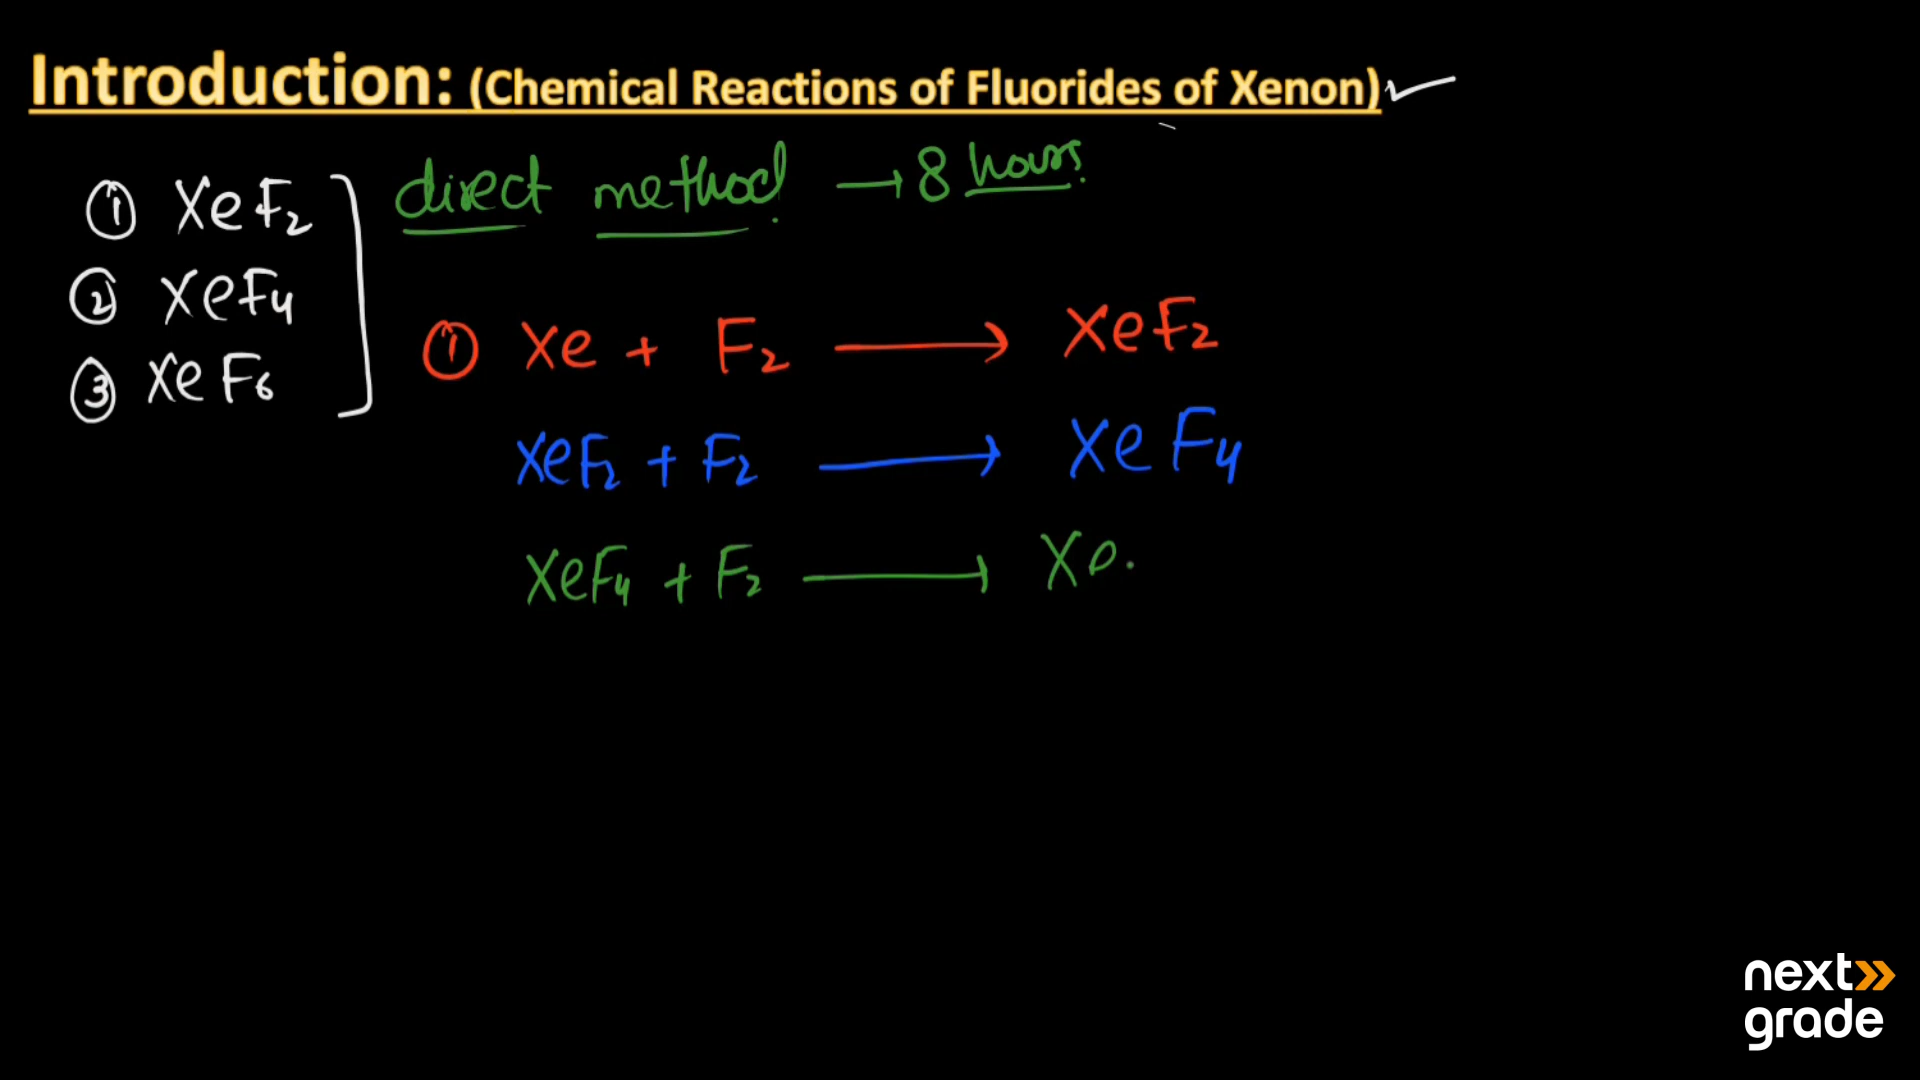 Introduction: (Chemical Reactions of Fluorides of Xenon)
① XeF₂
② XeF₄
③ XeF₆
direct method → 8 hours.
① Xe + F₂ → XeF₂
XeF₂ + F₂ → XeF₄
XeF₄ + F₂ → Xe
next
grade